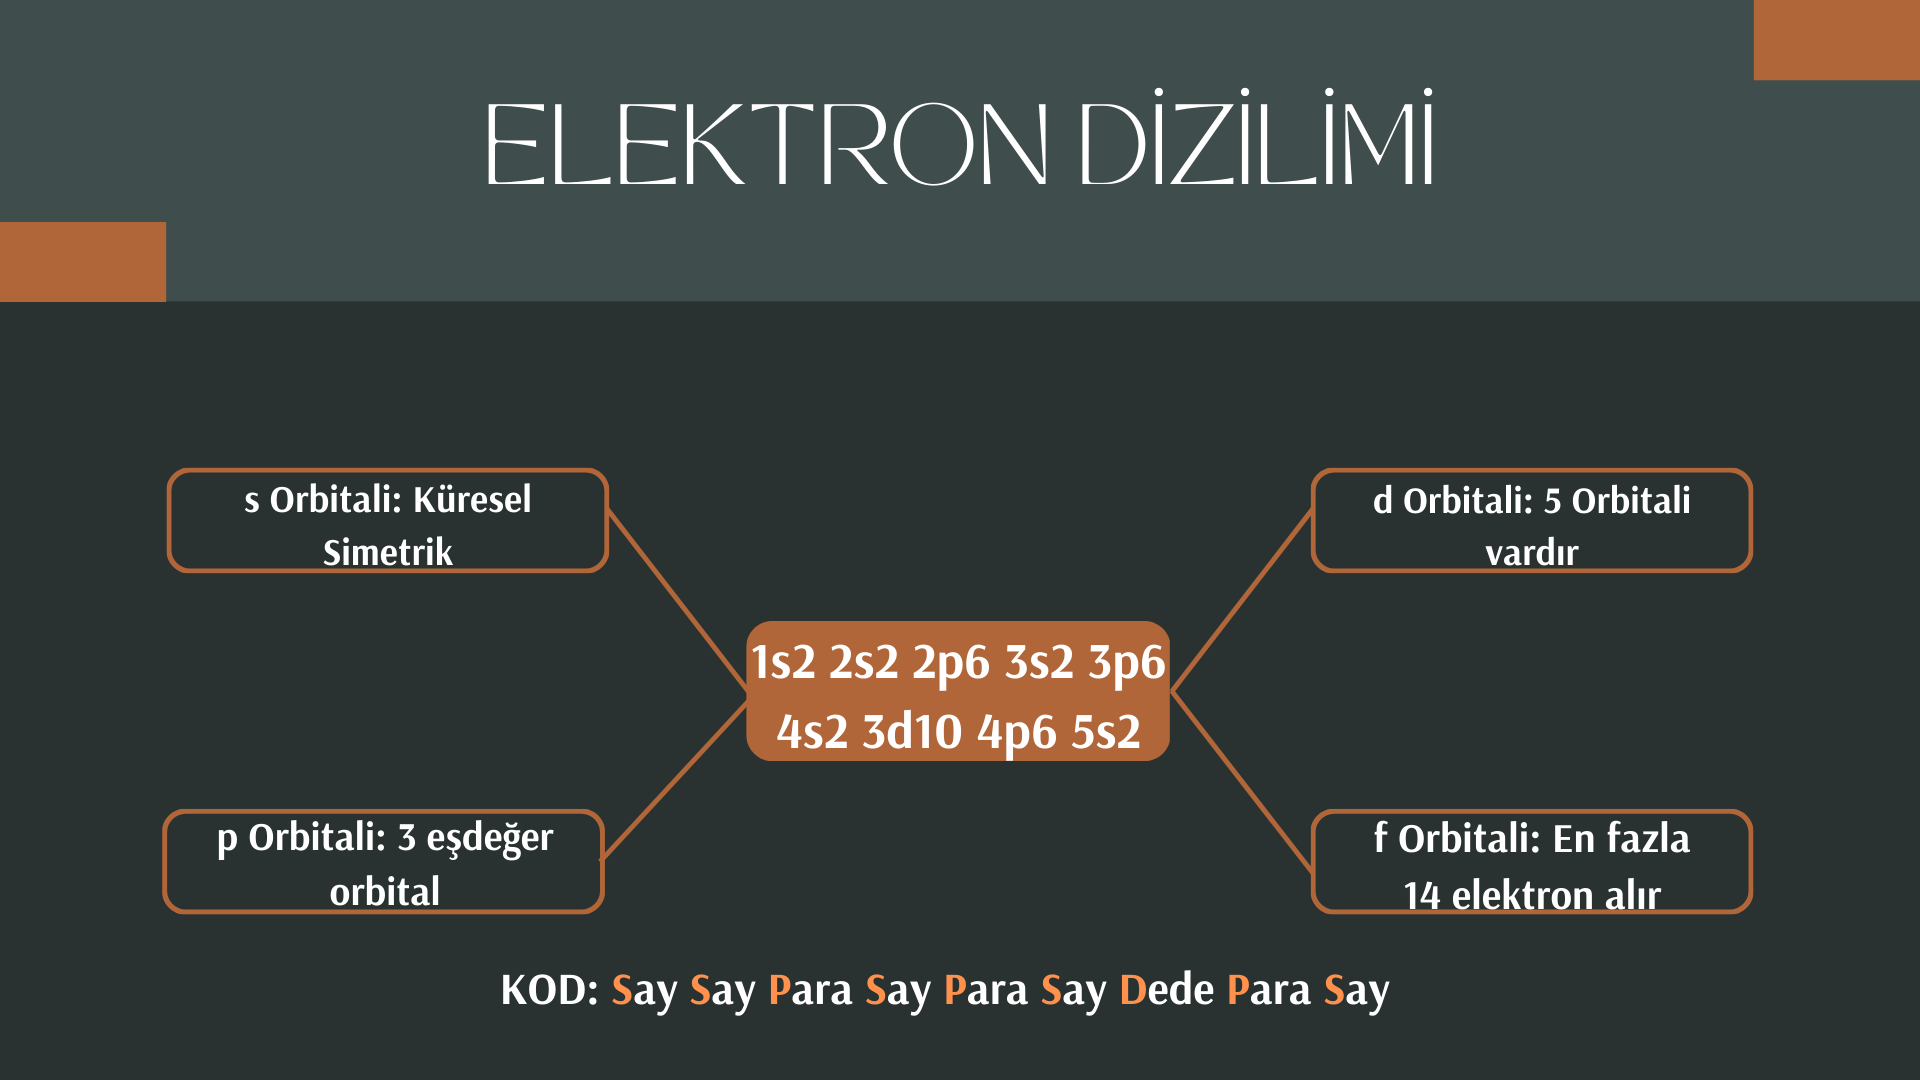 ELEKTRON DİZİLİMİ
s Orbitali: Küresel
Simetrik
d Orbitali: 5 Orbitali
vardır
1s2 2s2 2p6 3s2 3p6
4s2 3d10 4p6 5s2
p Orbitali: 3 eşdeğer
orbital
f Orbitali: En fazla
14 elektron alır
KOD: Say Say Para Say Para Say Dede Para Say